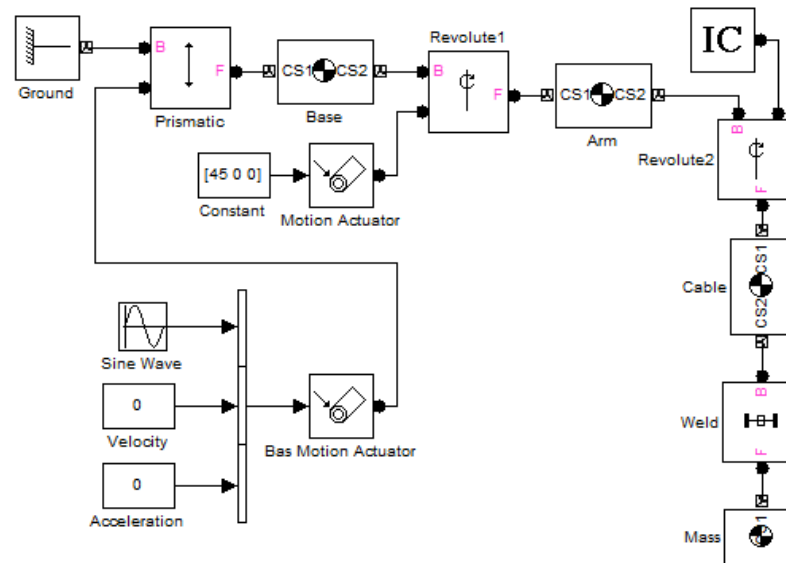 Revolute1
IC
B
F
CS1 CS2
B
F
CS1 CS2
Ground
Prismatic
Base
Arm
B
Revolute2
F
[45 0 0]
Constant
Motion Actuator
CS1
Cable
CS2
Sine Wave
0
Velocity
Bas Motion Actuator
B
Weld
F
0
Acceleration
Mass